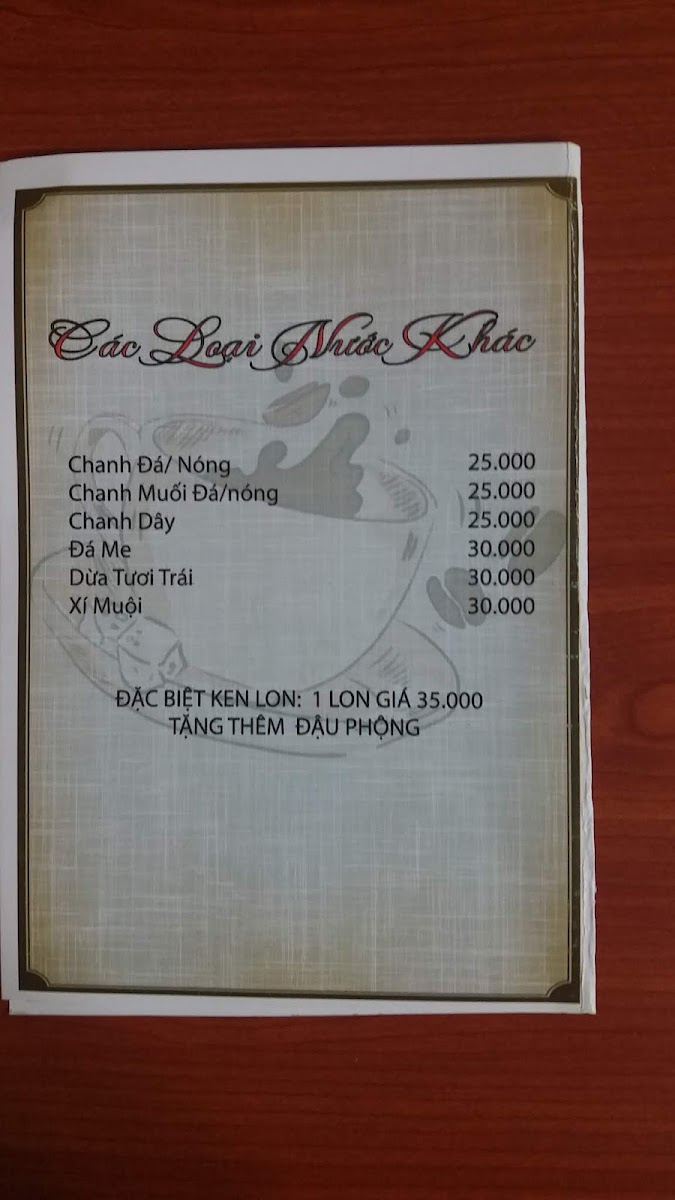 Các Loại Nước Khác
Chanh Đá/ Nóng 25.000
Chanh Muối Đá/nóng 25.000
Chanh Dây 25.000
Đá Me 30.000
Dừa Tươi Trái 30.000
Xí Muội 30.000
ĐẶC BIỆT KEN LON: 1 LON GIÁ 35.000
TẶNG THÊM ĐẬU PHỘNG